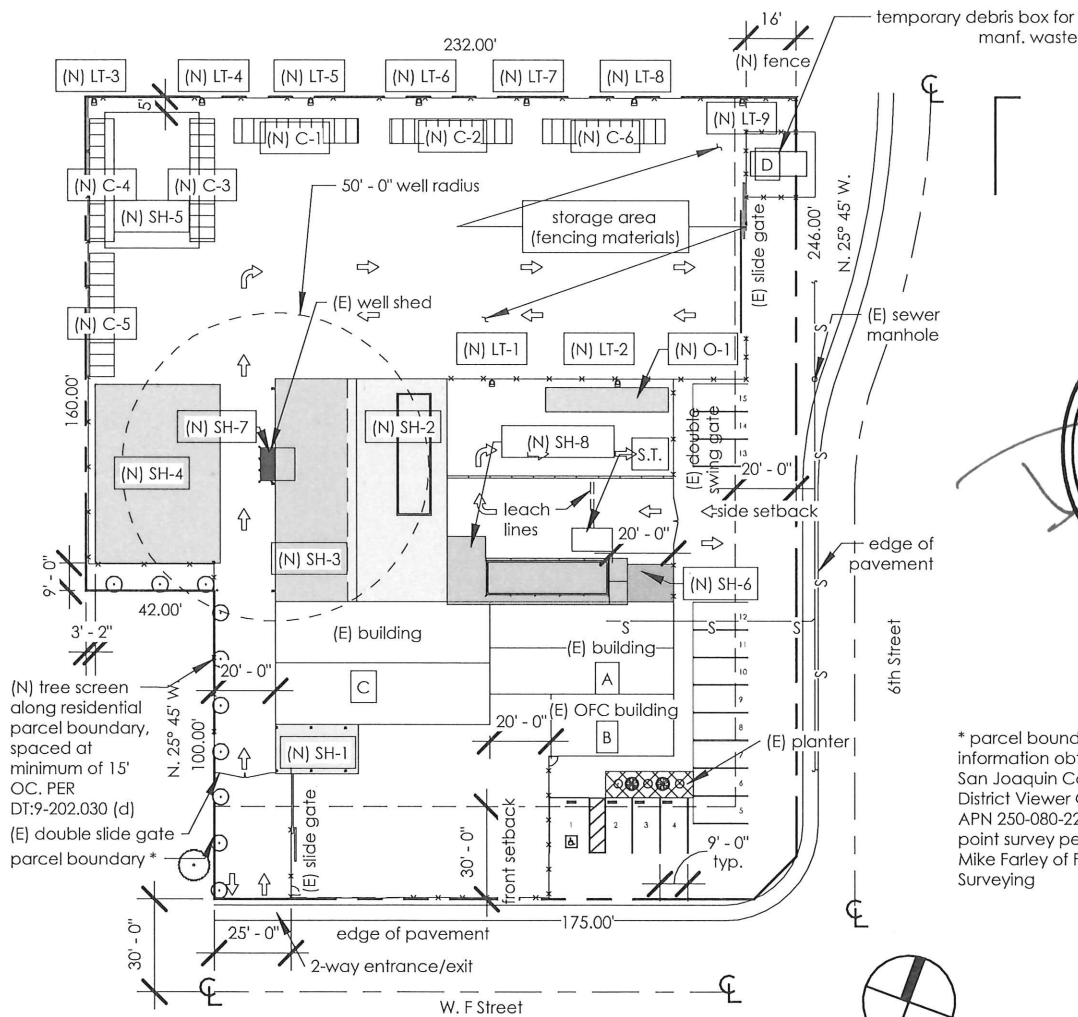 16'
temporary debris box for
manf. waste
232.00'
(N) fence
(N) LT-3
(N) LT-4
(N) LT-5
(N) LT-6
(N) LT-7
(N) LT-8
(N) LT-9
5'
(N) C-1
(N) C-2
(N) C-6
D
(N) C-4
(N) C-3
(N) SH-5
50' - 0" well radius
storage area
(fencing materials)
(E) slide gate
246.00'
N. 25° 45' W.
(E) well shed
(E) sewer
manhole
(N) C-5
S
(N) LT-1
(N) LT-2
(N) O-1
160.00'
15
14
13
(E) double
swing gate
(N) SH-7
(N) SH-2
(N) SH-8
S.T.
S
(N) SH-4
20' - 0"
leach
lines
side setback
20' - 0"
edge of
pavement
9' - 0"
(N) SH-3
(N) SH-6
S
42.00'
12
11
10
9
8
7
6
5
S
S
S
(E) building
(E) building
3' - 2"
6th Street
(N) tree screen
along residential
parcel boundary,
spaced at
minimum of 15'
OC. PER
DT:9-202.030 (d)
20' - 0"
C
A
S
N. 25° 45' W
100.00'
20' - 0"
(E) OFC building
B
(N) SH-1
(E) planter
* parcel bound
information ob
San Joaquin Co
District Viewer
APN 250-080-22
point survey pe
Mike Farley of F
Surveying
(E) double slide gate
parcel boundary *
(E) slide gate
30' - 0"
front setback
1
2
3
4
9' - 0"
typ.
30' - 0"
25' - 0"
edge of pavement
175.00'
2-way entrance/exit
W. F Street